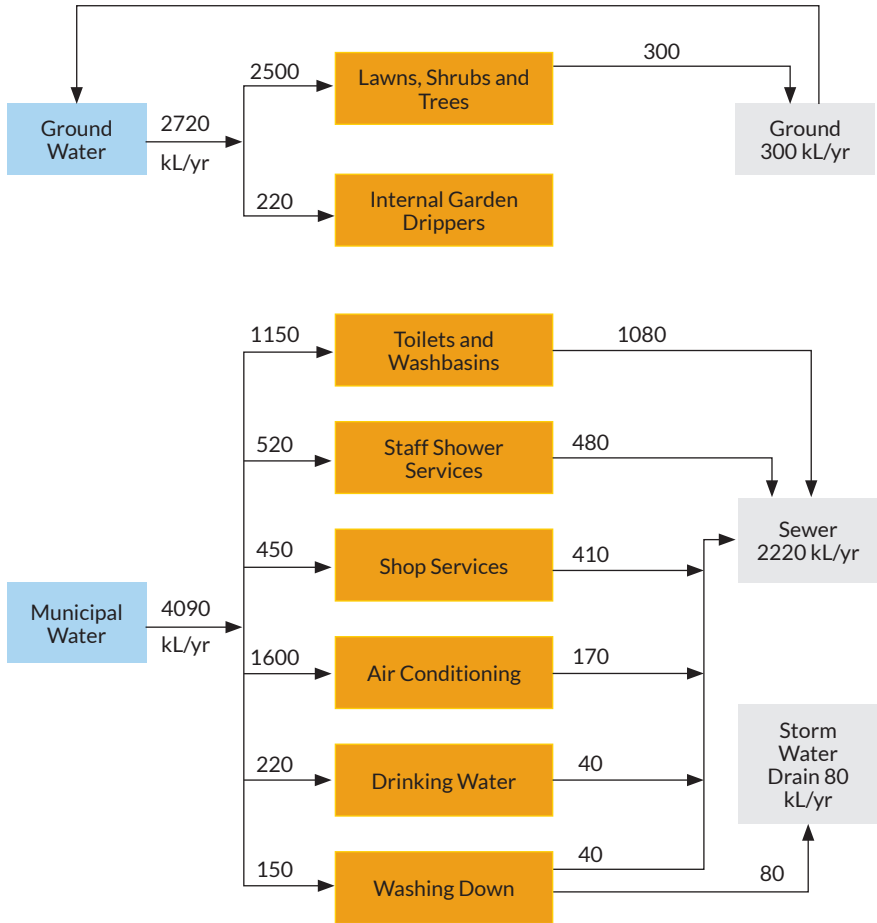 2500
Lawns, Shrubs and
Trees
300
Ground
Water
2720
kL/yr
Ground
300 kL/yr
220
Internal Garden
Drippers
1150
Toilets and
Washbasins
1080
520
Staff Shower
Services
480
450
Shop Services
410
Sewer
2220 kL/yr
Municipal
Water
4090
kL/yr
1600
Air Conditioning
170
220
Drinking Water
40
Storm
Water
Drain 80
kL/yr
150
Washing Down
40
80